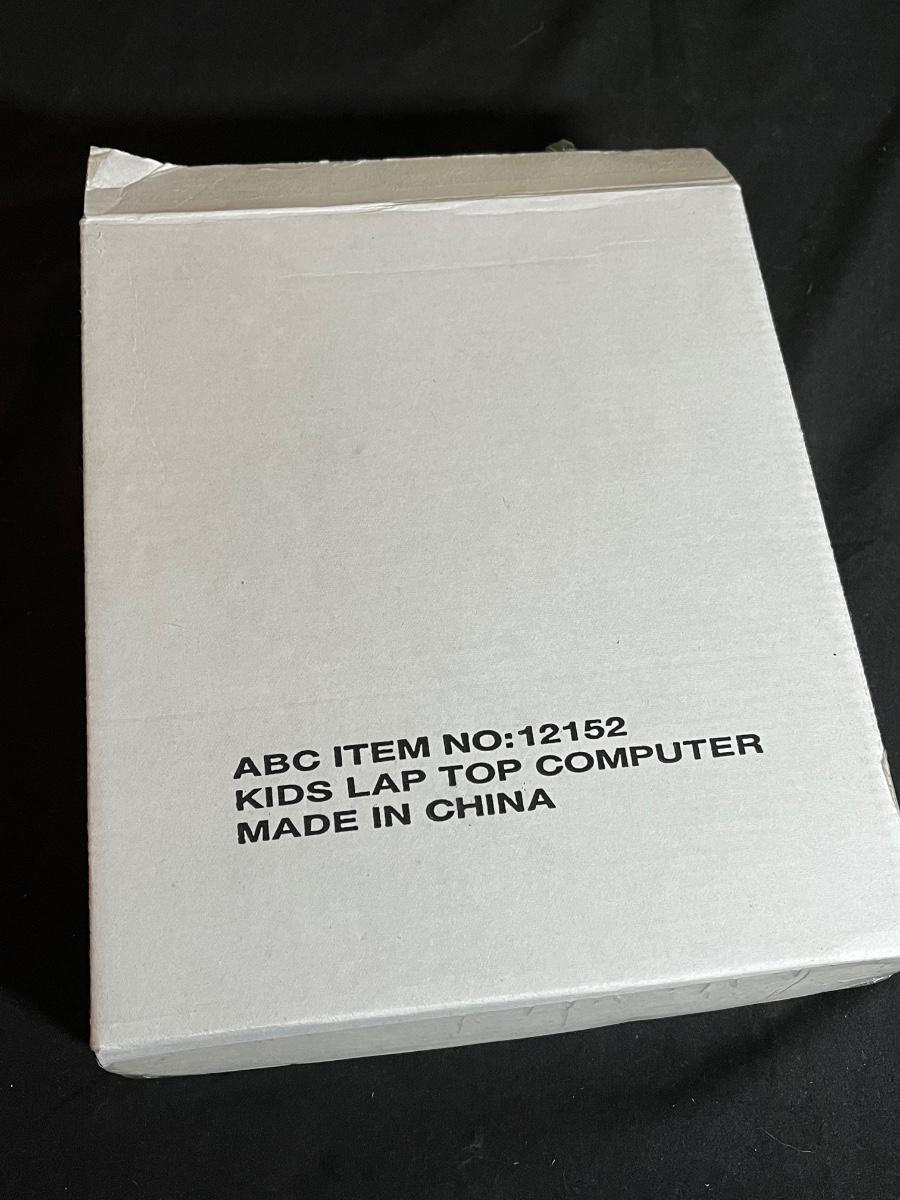 ABC ITEM NO:12152
KIDS LAP TOP COMPUTER
MADE IN CHINA